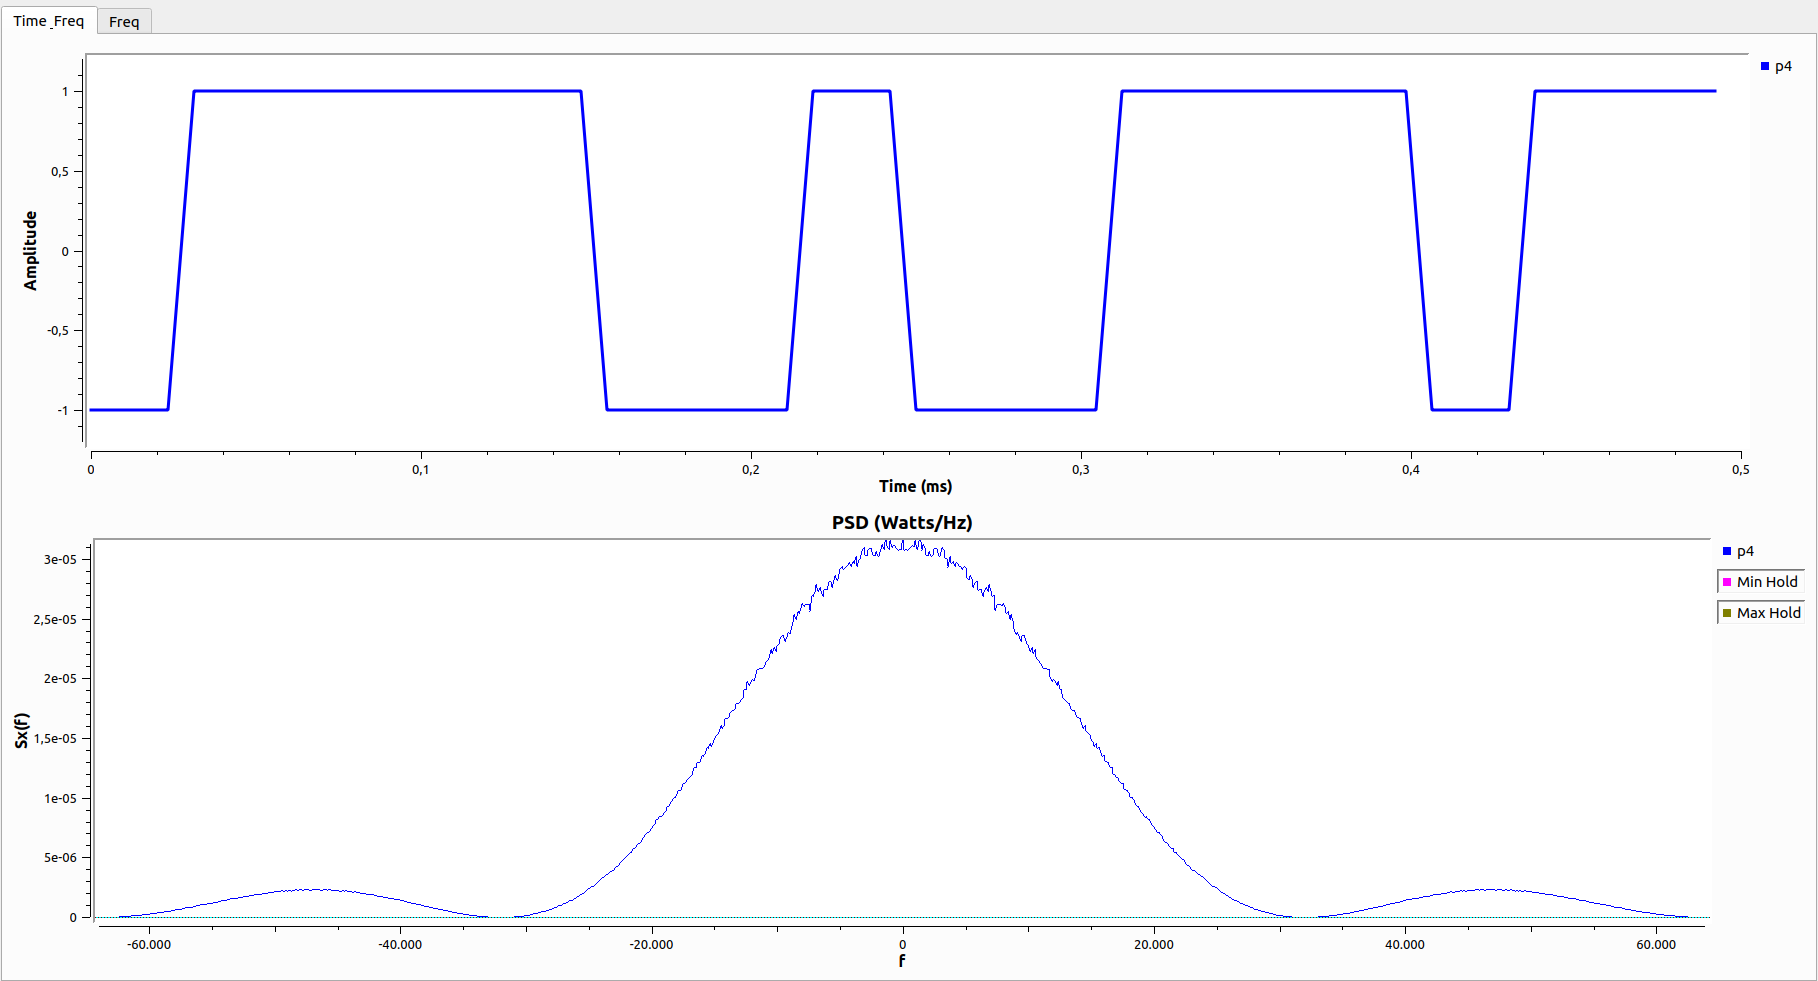 Time_Freq Freq
p4
1
0,5
0
-0,5
-1
Amplitude
0 0,1 0,2 0,3 0,4 0,5
Time (ms)
PSD (Watts/Hz)
p4
Min Hold
Max Hold
3e-05
2,5e-05
2e-05
1,5e-05
1e-05
5e-06
0
Sx(f)
-60.000 -40.000 -20.000 0 20.000 40.000 60.000
f